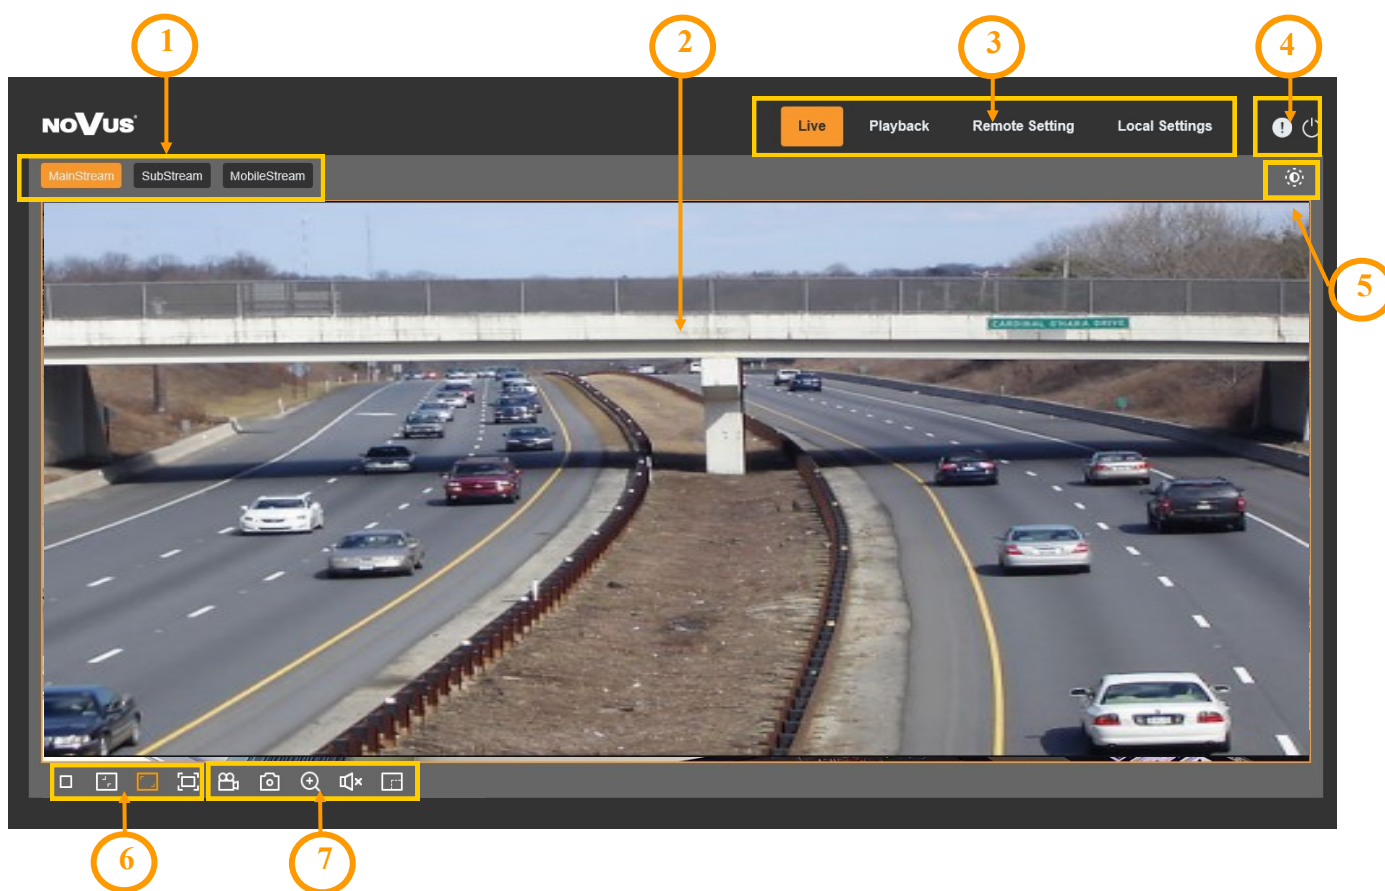 1
2
3
4
NOVUS
Live Playback Remote Setting Local Settings
MainStream SubStream MobileStream
5
CARDINAL O'HARA DRIVE
6
7